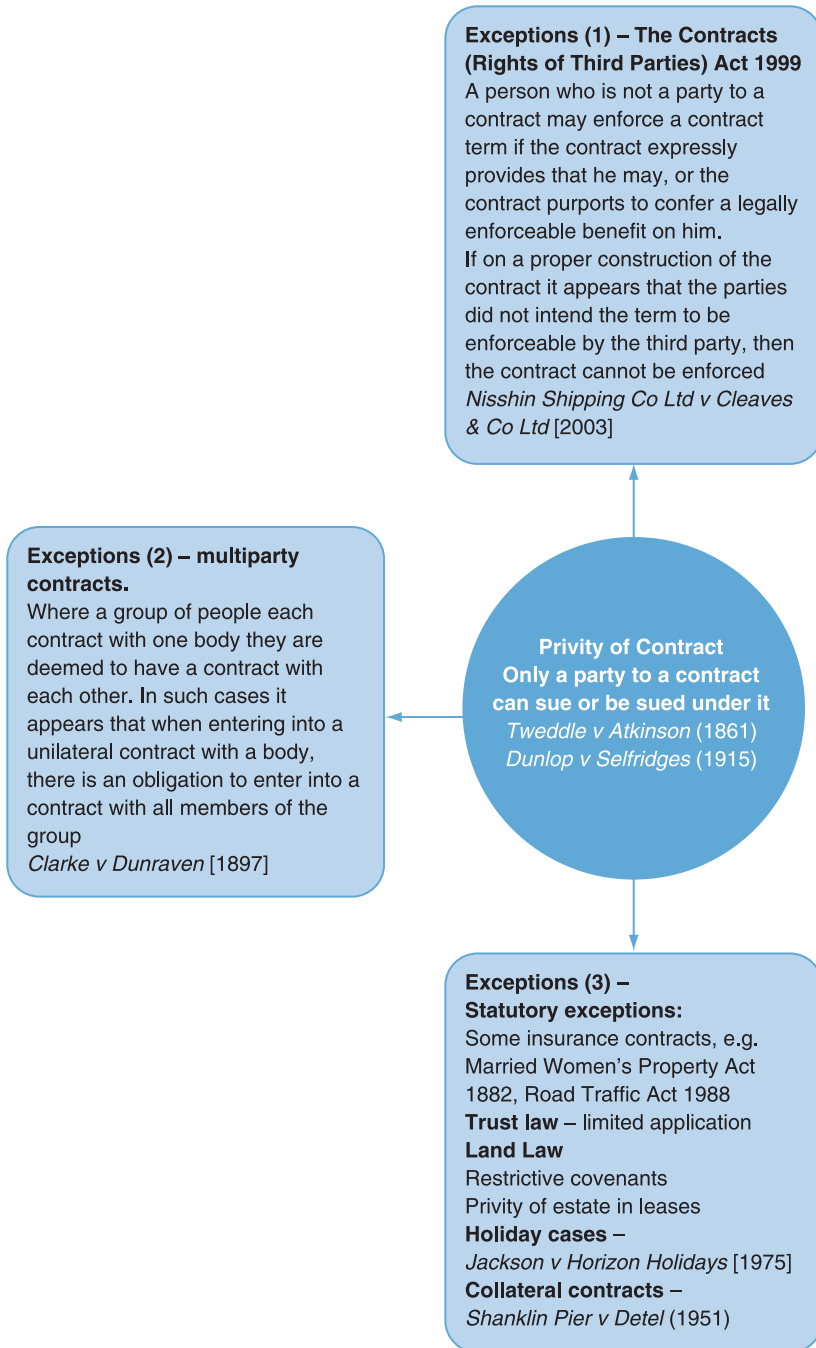 Exceptions (1) – The Contracts
(Rights of Third Parties) Act 1999
A person who is not a party to a
contract may enforce a contract
term if the contract expressly
provides that he may, or the
contract purports to confer a legally
enforceable benefit on him.
If on a proper construction of the
contract it appears that the parties
did not intend the term to be
enforceable by the third party, then
the contract cannot be enforced
Nisshin Shipping Co Ltd v Cleaves
& Co Ltd [2003]
Exceptions (2) – multiparty
contracts.
Where a group of people each
contract with one body they are
deemed to have a contract with
each other. In such cases it
appears that when entering into a
unilateral contract with a body,
there is an obligation to enter into a
contract with all members of the
group
Clarke v Dunraven [1897]
Privity of Contract
Only a party to a contract
can sue or be sued under it
Tweddle v Atkinson (1861)
Dunlop v Selfridges (1915)
Exceptions (3) –
Statutory exceptions:
Some insurance contracts, e.g.
Married Women's Property Act
1882, Road Traffic Act 1988
Trust law – limited application
Land Law
Restrictive covenants
Privity of estate in leases
Holiday cases –
Jackson v Horizon Holidays [1975]
Collateral contracts –
Shanklin Pier v Detel (1951)